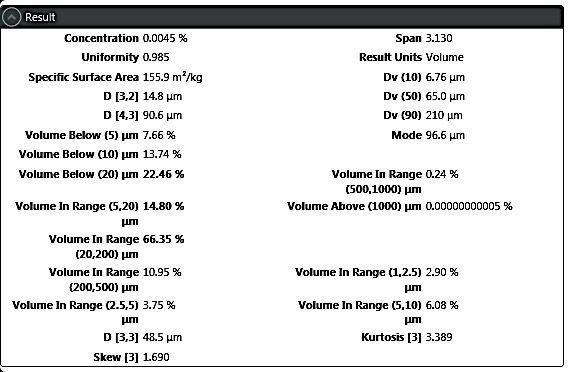 Result
Concentration 0.0045 % Span 3.130
Uniformity 0.985 Result Units Volume
Specific Surface Area 155.9 m²/kg Dv (10) 6.76 µm
D [3,2] 14.8 µm Dv (50) 65.0 µm
D [4,3] 90.6 µm Dv (90) 210 µm
Volume Below (5) µm 7.66 % Mode 96.6 µm
Volume Below (10) µm 13.74 %
Volume Below (20) µm 22.46 % Volume In Range 0.24 %
(500,1000) µm
Volume In Range (5,20) 14.80 % Volume Above (1000) µm 0.00000000005 %
µm
Volume In Range 66.35 %
(20,200) µm
Volume In Range 10.95 % Volume In Range (1,2.5) 2.90 %
(200,500) µm µm
Volume In Range (2.5,5) 3.75 % Volume In Range (5,10) 6.08 %
µm µm
D [3,3] 48.5 µm Kurtosis [3] 3.389
Skew [3] 1.690